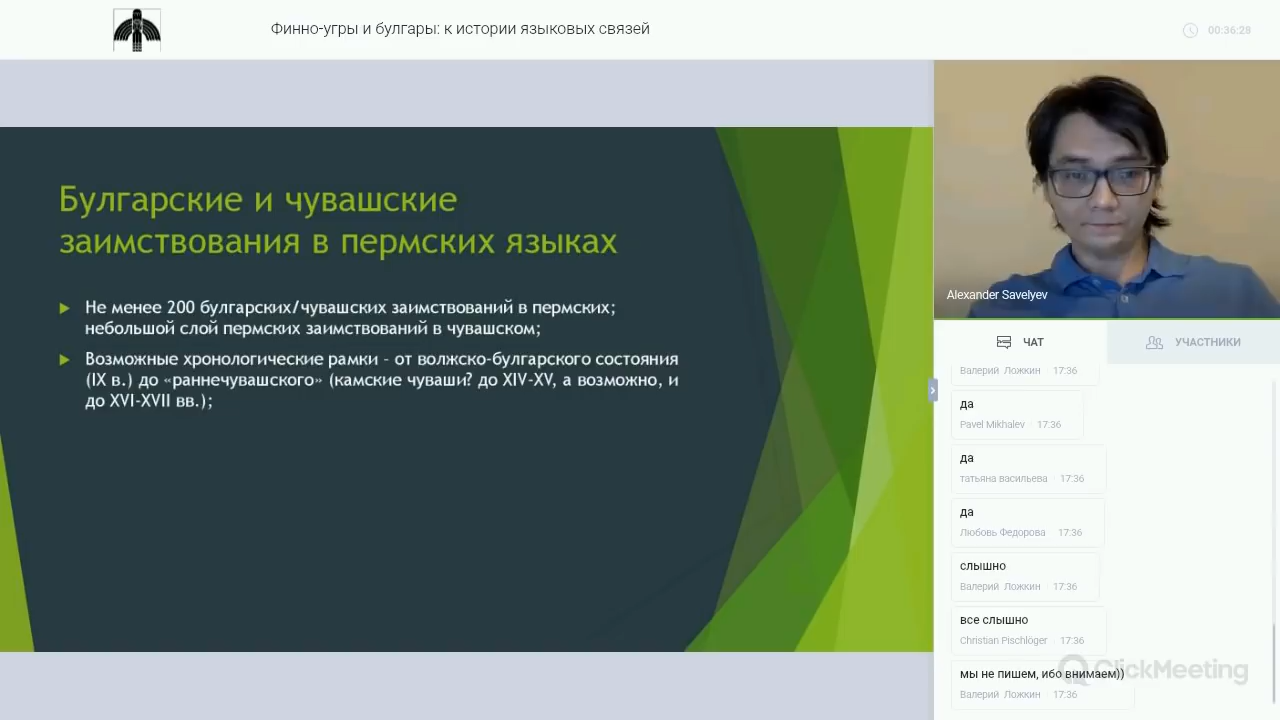 Финно-угры и булгары: к истории языковых связей
00:36:28
Булгарские и чувашские
заимствования в пермских языках
Не менее 200 булгарских/чувашских заимствований в пермских;
небольшой слой пермских заимствований в чувашском;
Возможные хронологические рамки - от волжско-булгарского состояния
(IX в.) до «раннечувашского» (камские чуваши? до XIV-XV, а возможно, и
до XVI-XVII вв.);
Alexander Savelyev
ЧАТ
УЧАСТНИКИ
Валерий Ложкин 17:36
да
Pavel Mikhalev · 17:36
да
татьяна васильева · 17:36
да
Любовь Федорова 17:36
слышно
Валерий Ложкин · 17:36
все слышно
Christian Pischlöger · 17:36
мы не пишем, ибо внимаем))
Валерий Ложкин · 17:36
ClickMeeting